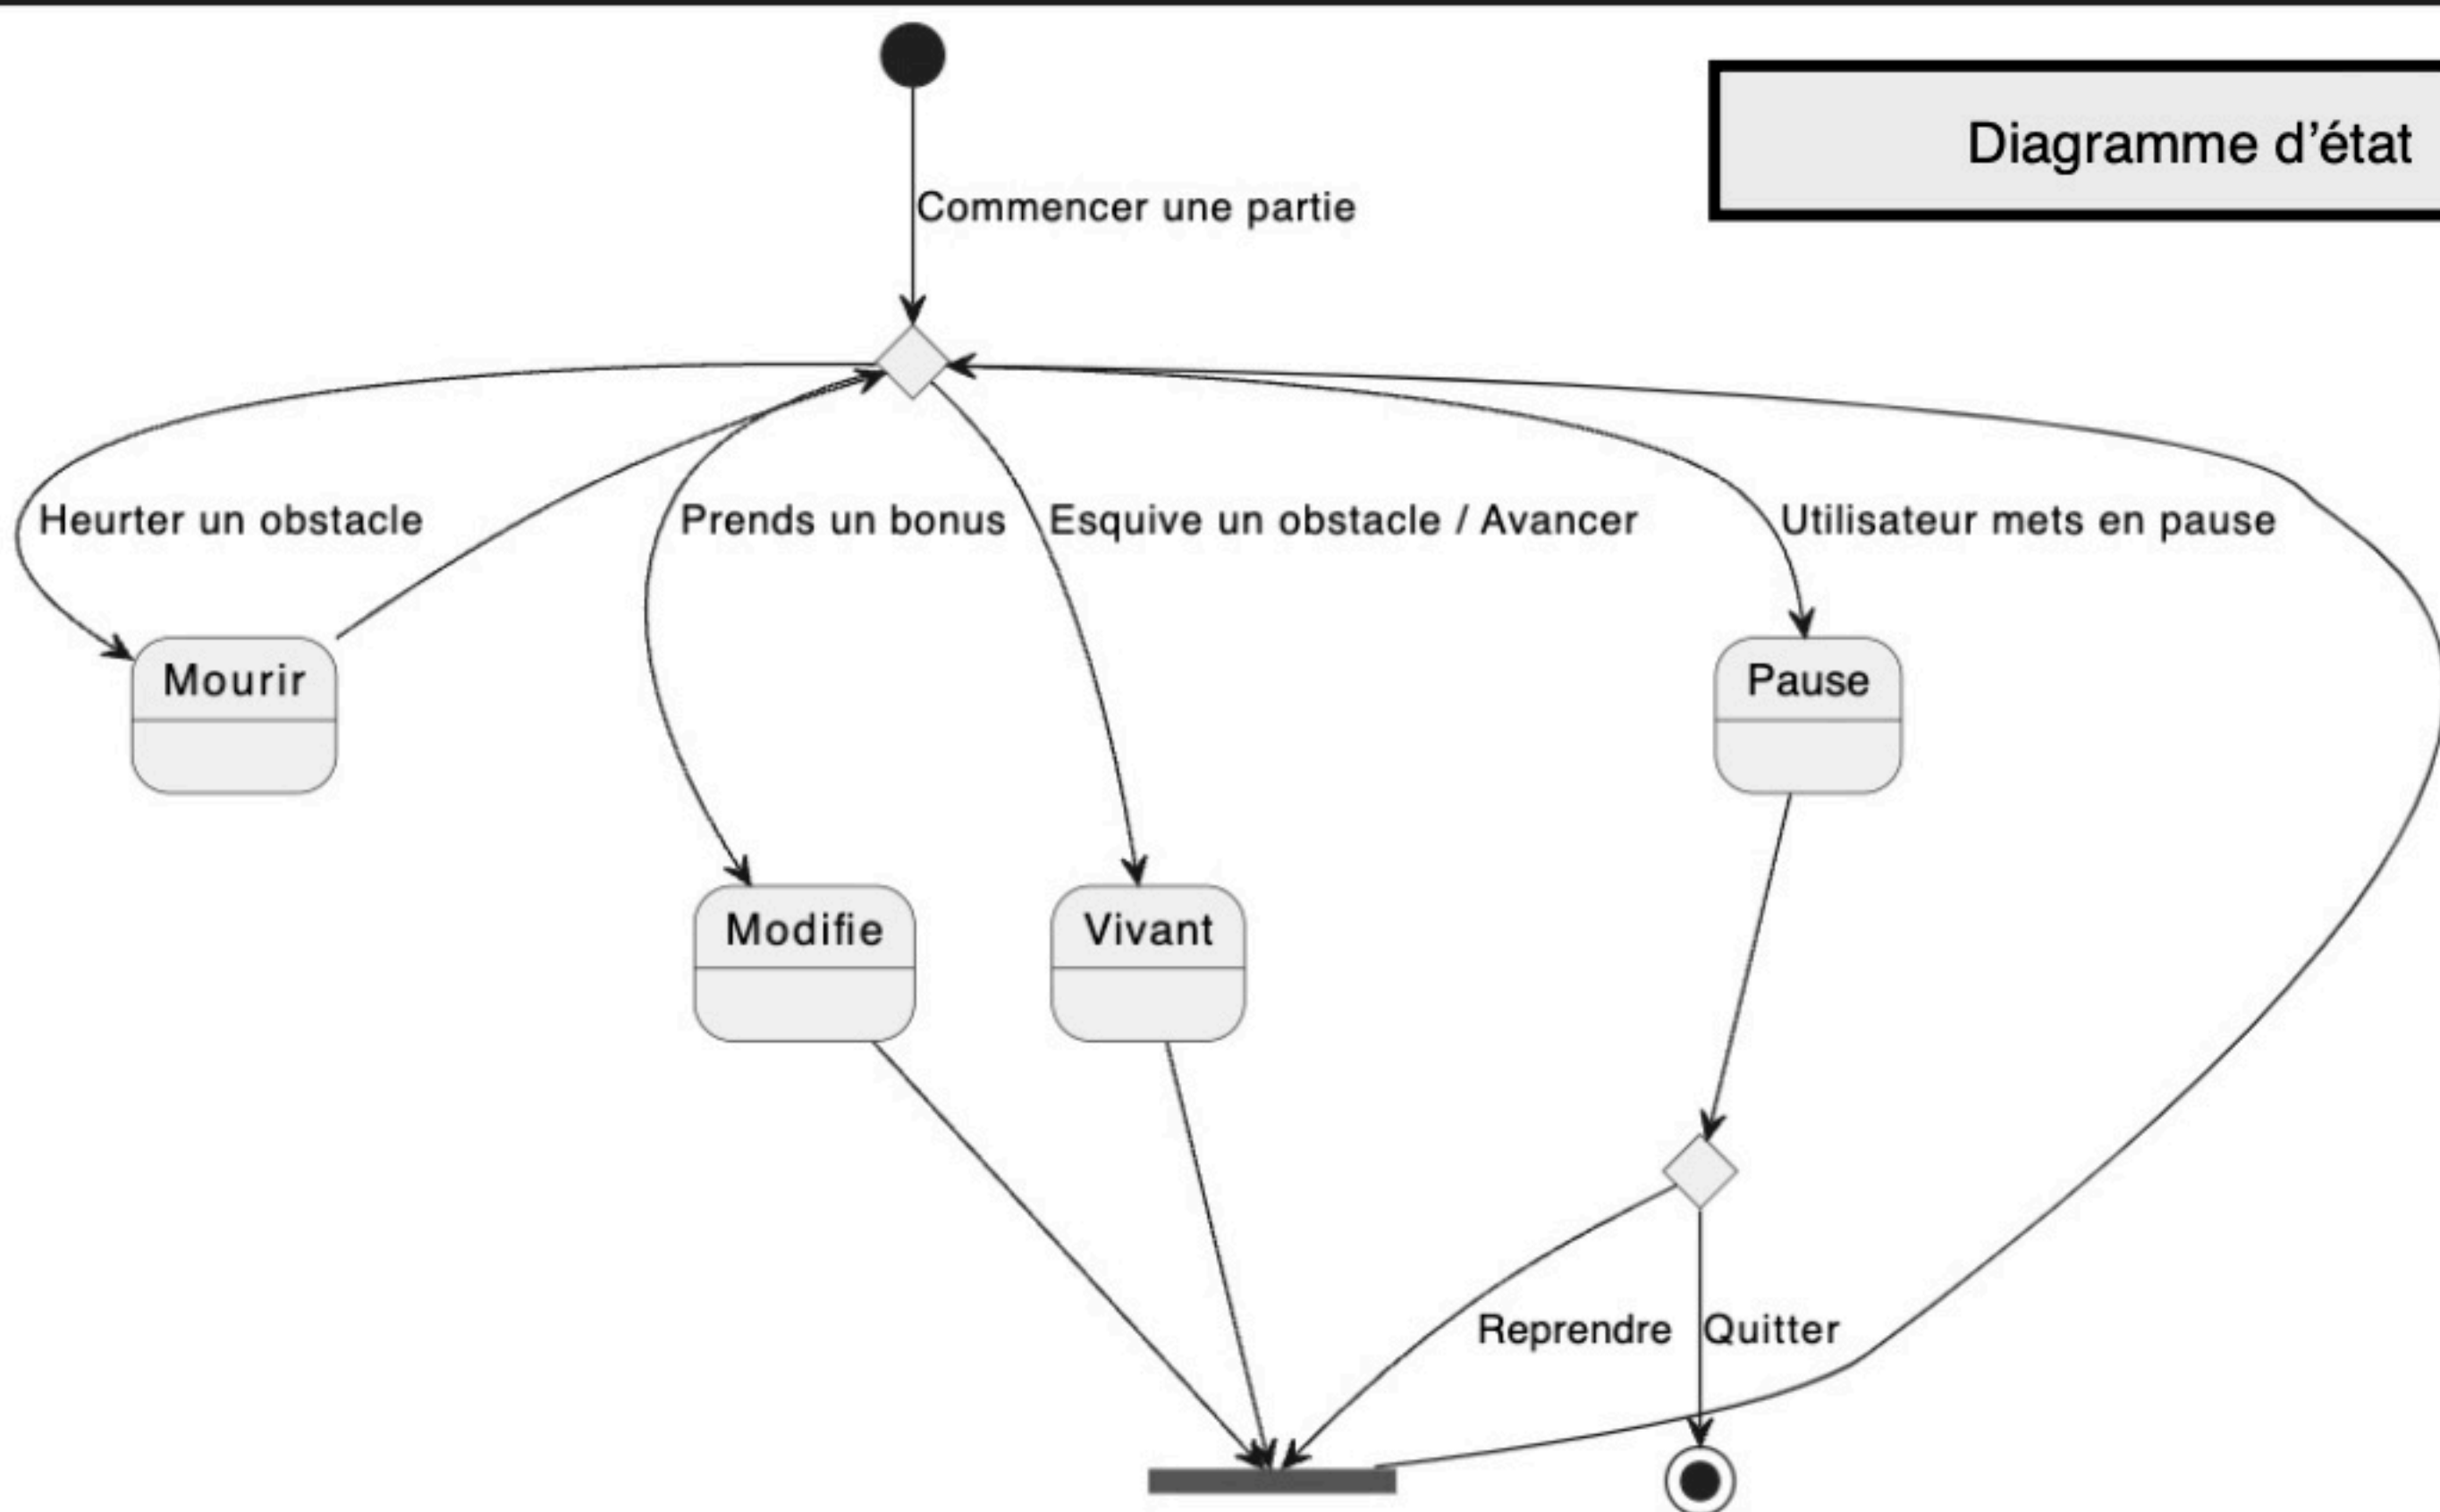 Diagramme d'état
Commencer une partie
Heurter un obstacle
Prends un bonus
Esquive un obstacle / Avancer
Utilisateur mets en pause
Mourir
Pause
Modifie
Vivant
Reprendre
Quitter